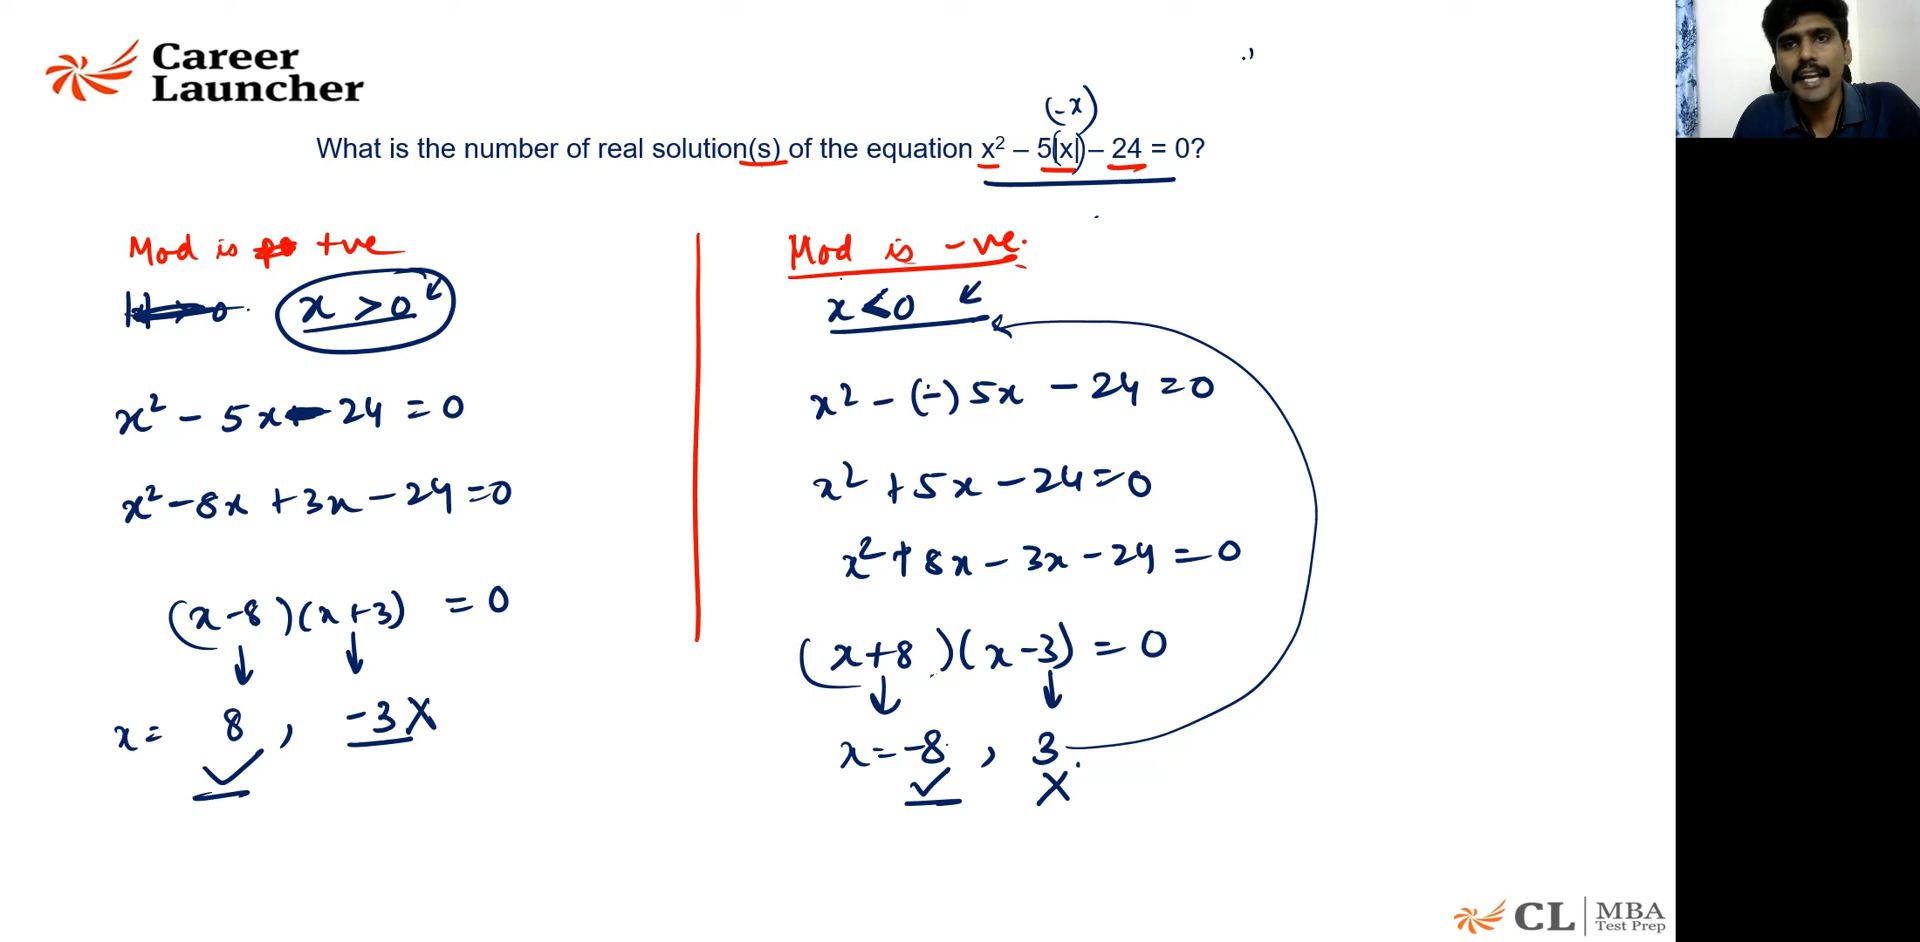 Career
Launcher
(-x)
What is the number of real solution(s) of the equation x² – 5|x| – 24 = 0?
Mod is +ve
x > 0
x² - 5x - 24 = 0
x² - 8x + 3x - 24 = 0
(x - 8)(x + 3) = 0
x = 8, -3 X
Mod is -ve.
x < 0
x² - (-) 5x - 24 = 0
x² + 5x - 24 = 0
x² + 8x - 3x - 24 = 0
(x + 8)(x - 3) = 0
x = -8, 3
X
CL MBA
Test Prep